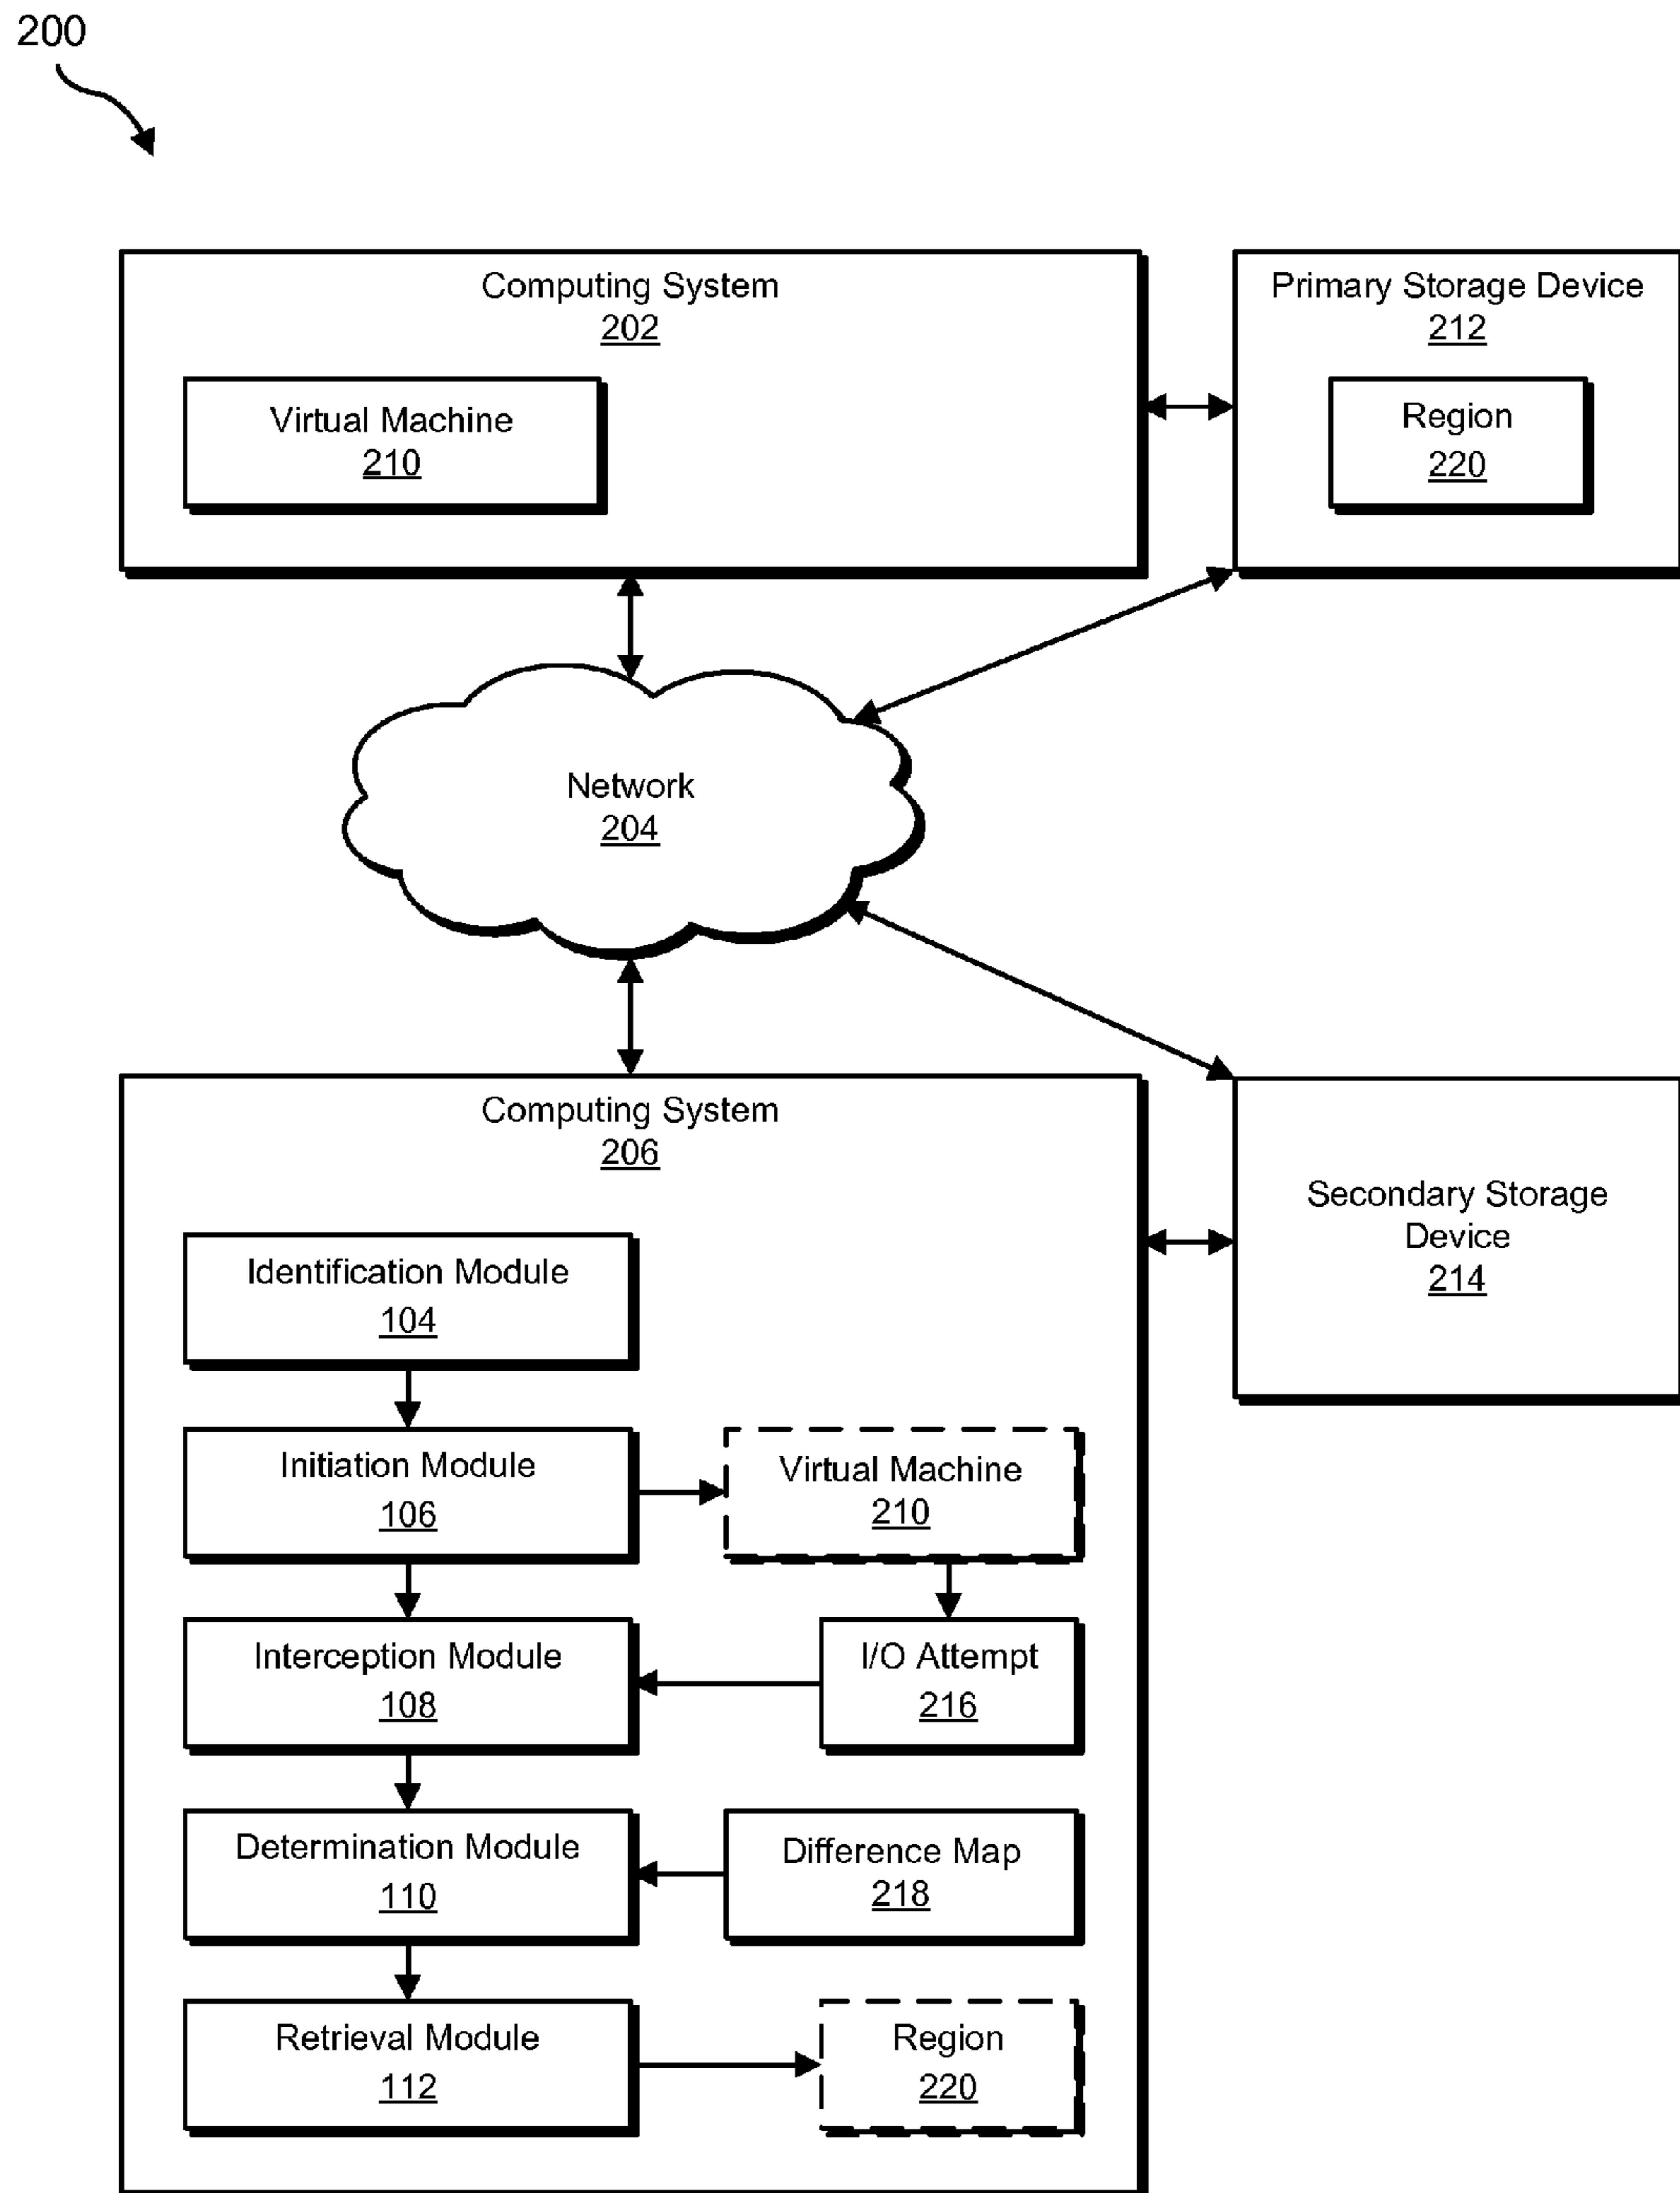 200
Computing System
202
Virtual Machine
210
Primary Storage Device
212
Region
220
Network
204
Computing System
206
Identification Module
104
Initiation Module
106
Virtual Machine
210
Interception Module
108
I/O Attempt
216
Determination Module
110
Difference Map
218
Retrieval Module
112
Region
220
Secondary Storage
Device
214